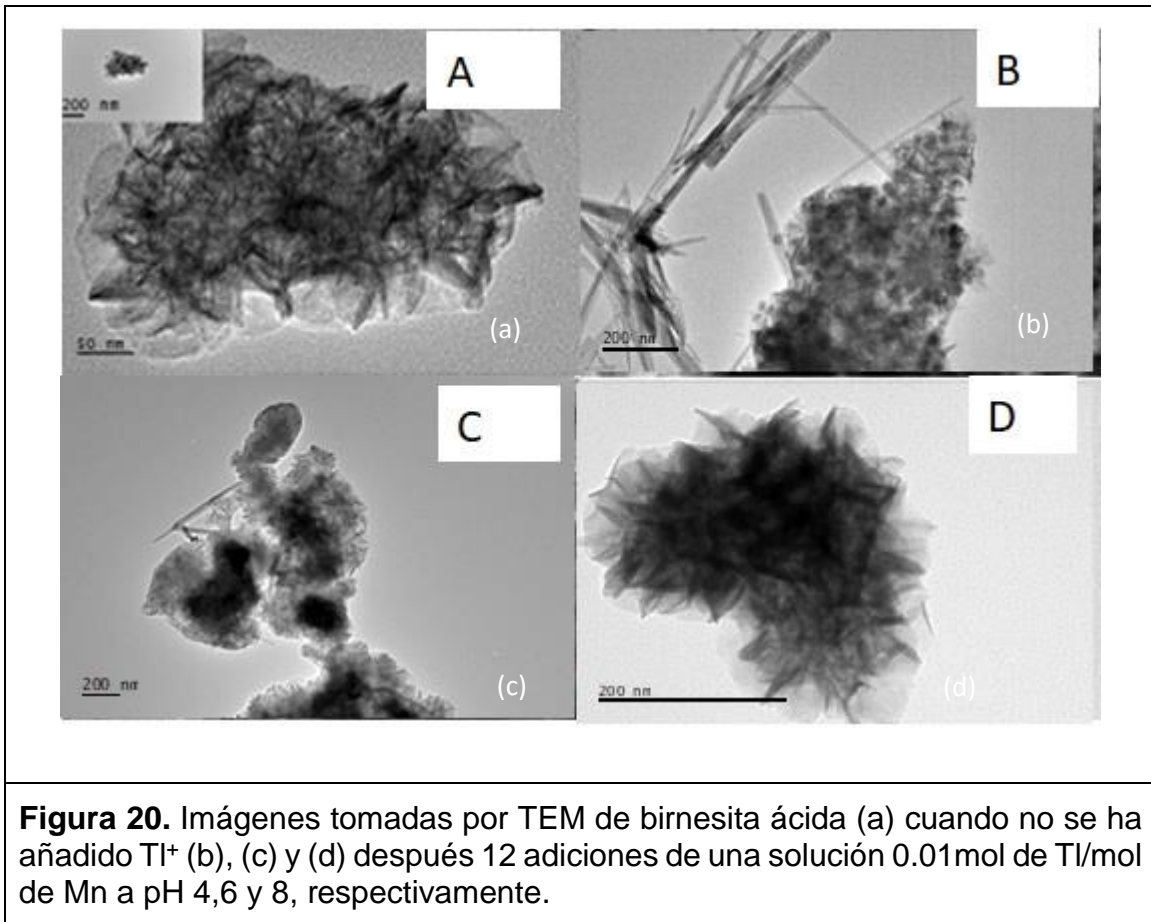 A
200 nm
50 nm
(a)
B
200 nm
(b)
C
200 nm
(c)
D
200 nm
(d)
Figura 20. Imágenes tomadas por TEM de birnesita ácida (a) cuando no se ha
añadido Tl⁺ (b), (c) y (d) después 12 adiciones de una solución 0.01mol de Tl/mol
de Mn a pH 4,6 y 8, respectivamente.